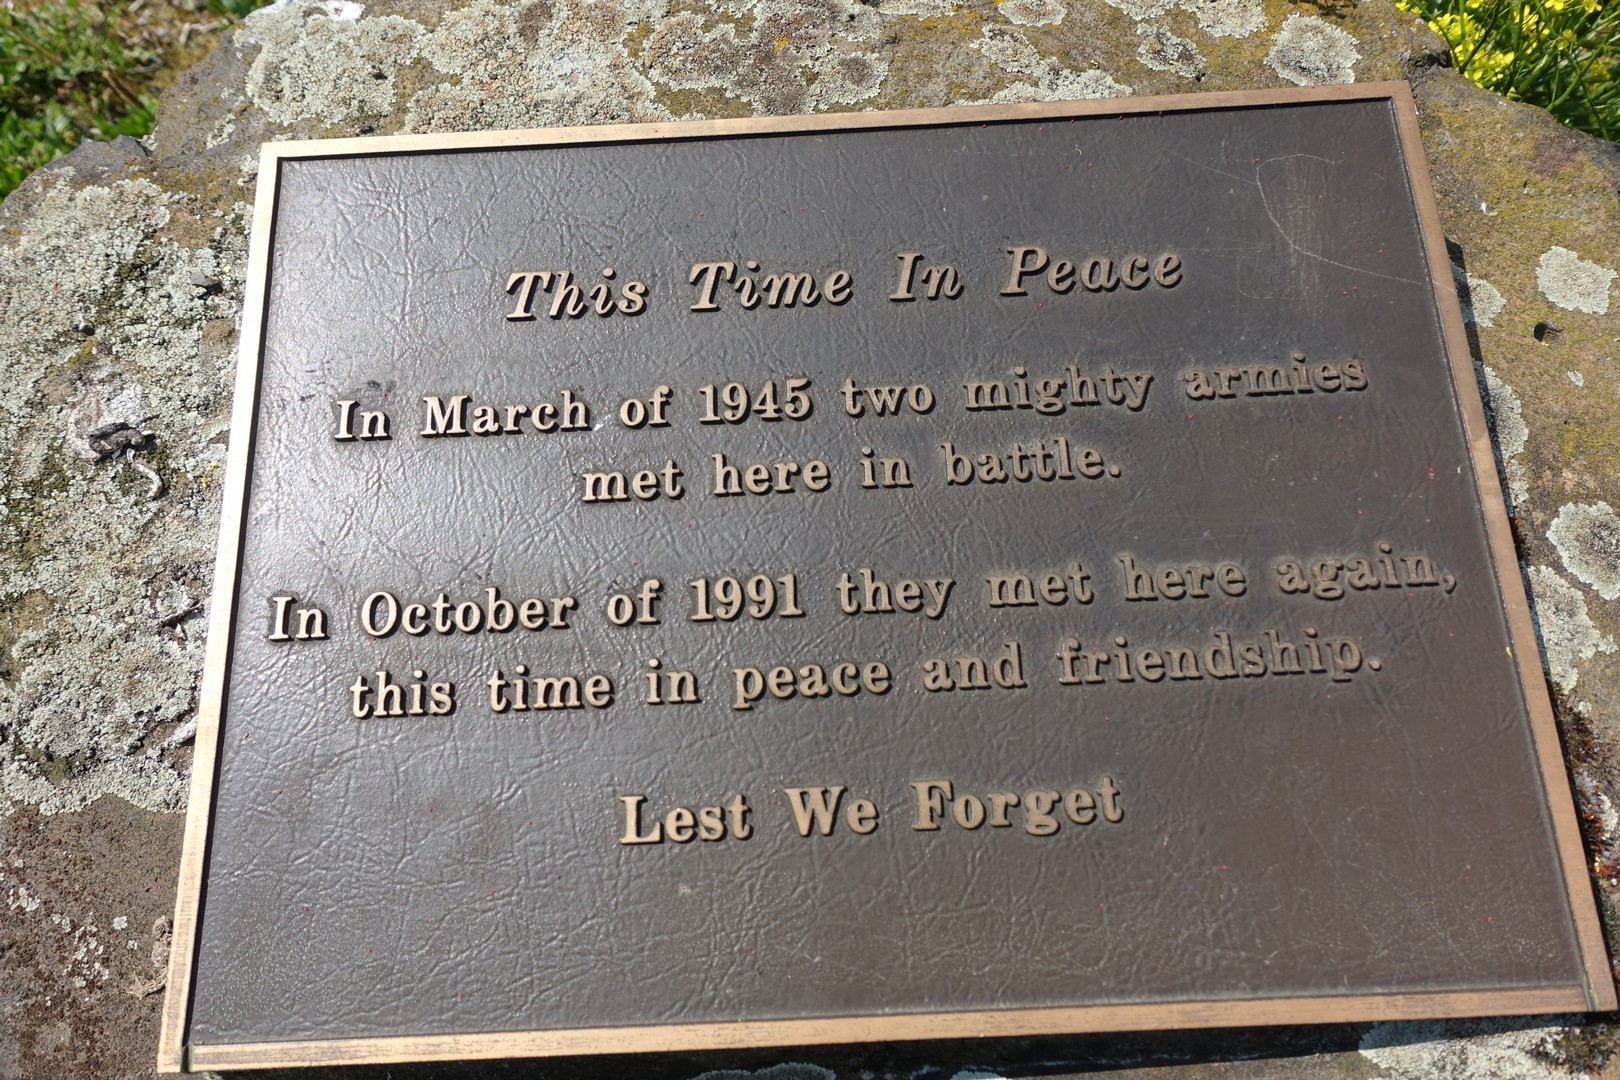 This Time In Peace
In March of 1945 two mighty armies
met here in battle.
In October of 1991 they met here again,
this time in peace and friendship.
Lest We Forget